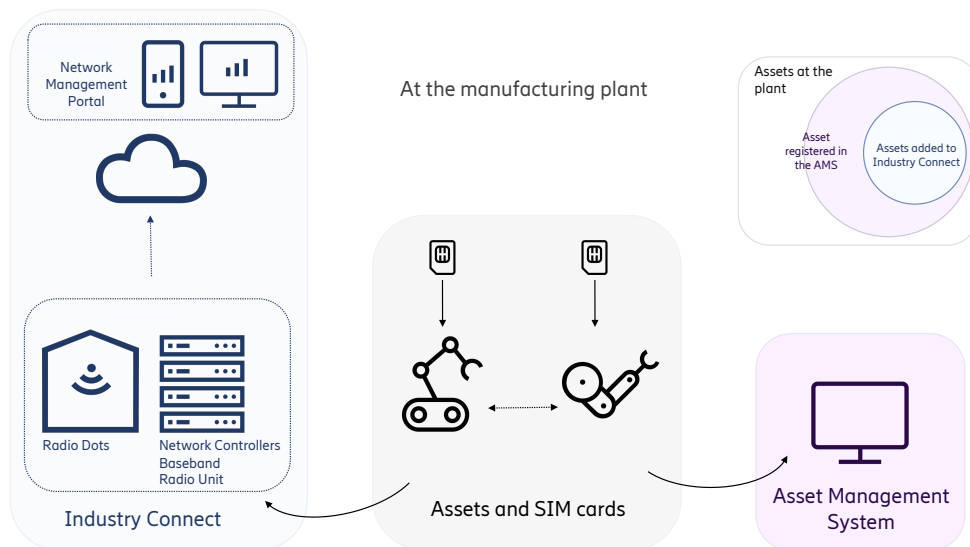 Network
Management
Portal
At the manufacturing plant
Assets at the
plant
Asset
registered in
the AMS
Assets added to
Industry Connect
Radio Dots
Network Controllers
Baseband
Radio Unit
Industry Connect
Assets and SIM cards
Asset Management
System